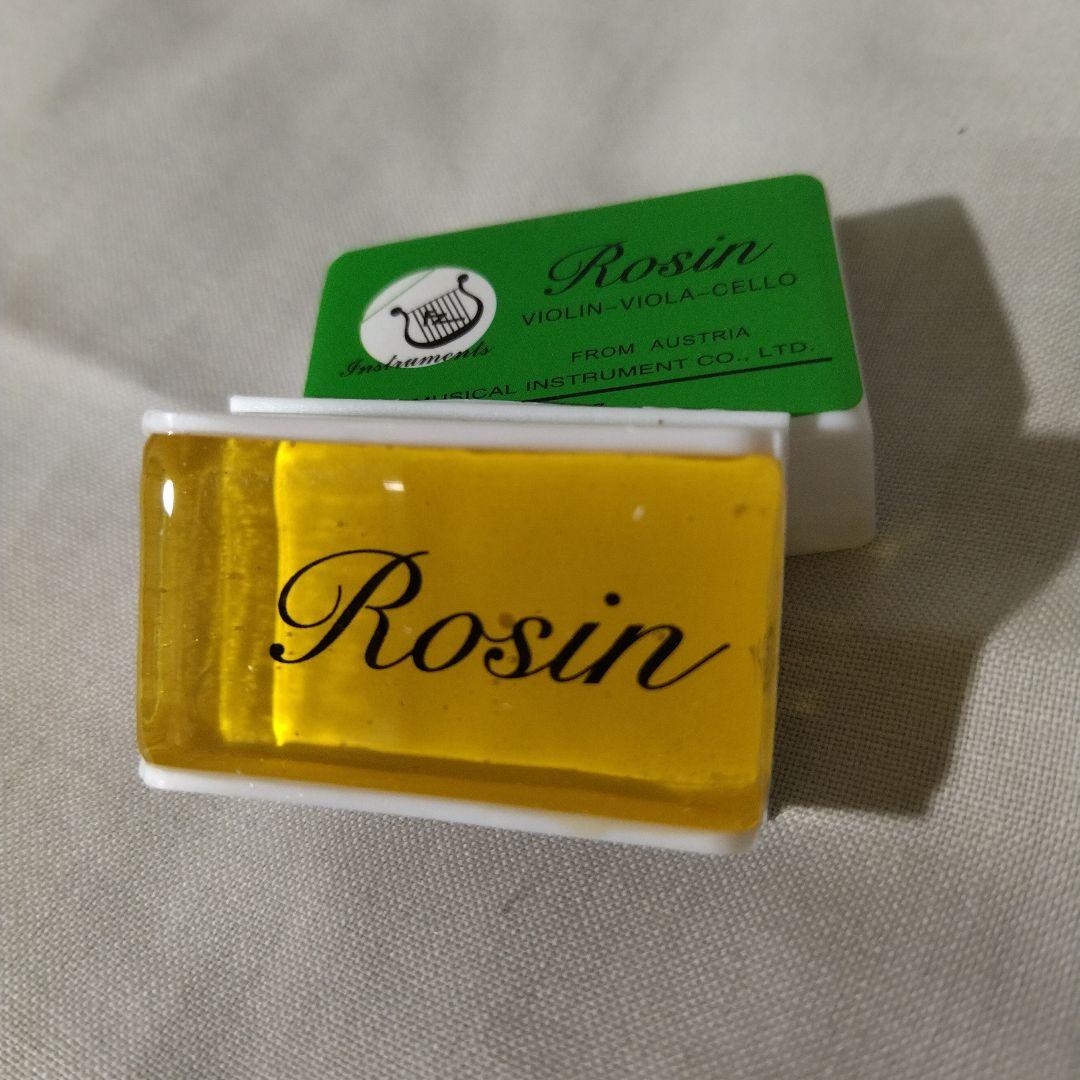 Rosin
VIOLIN-VIOLA-CELLO
Instruments
FROM AUSTRIA
MUSICAL INSTRUMENT CO., LTD.
Rosin